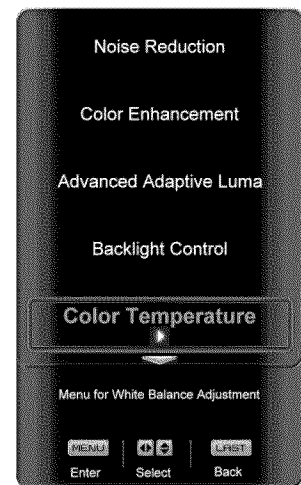 Noise Reduction
Color Enhancement
Advanced Adaptive Luma
Backlight Control
Color Temperature
Menu for White Balance Adjustment
MENU LAST
Enter Select Back